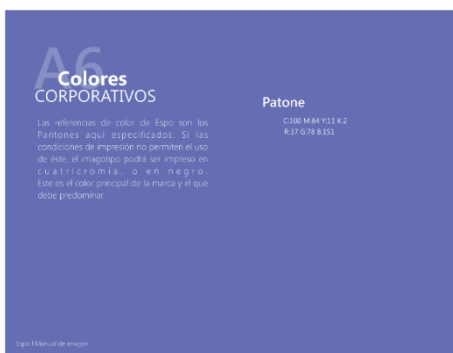 A6
Colores
CORPORATIVOS
Las referencias de color de Espo son los
Pantones aquí especificados. Si las
condiciones de impresión no permiten el uso
de éste, el imagotipo podrá ser impreso en
cuatricromía, o en negro.
Este es el color principal de la marca y el que
debe predominar.
Patone
C:100 M:84 Y:11 K:2
R:37 G:78 B:151
Espo I Manual de imagen